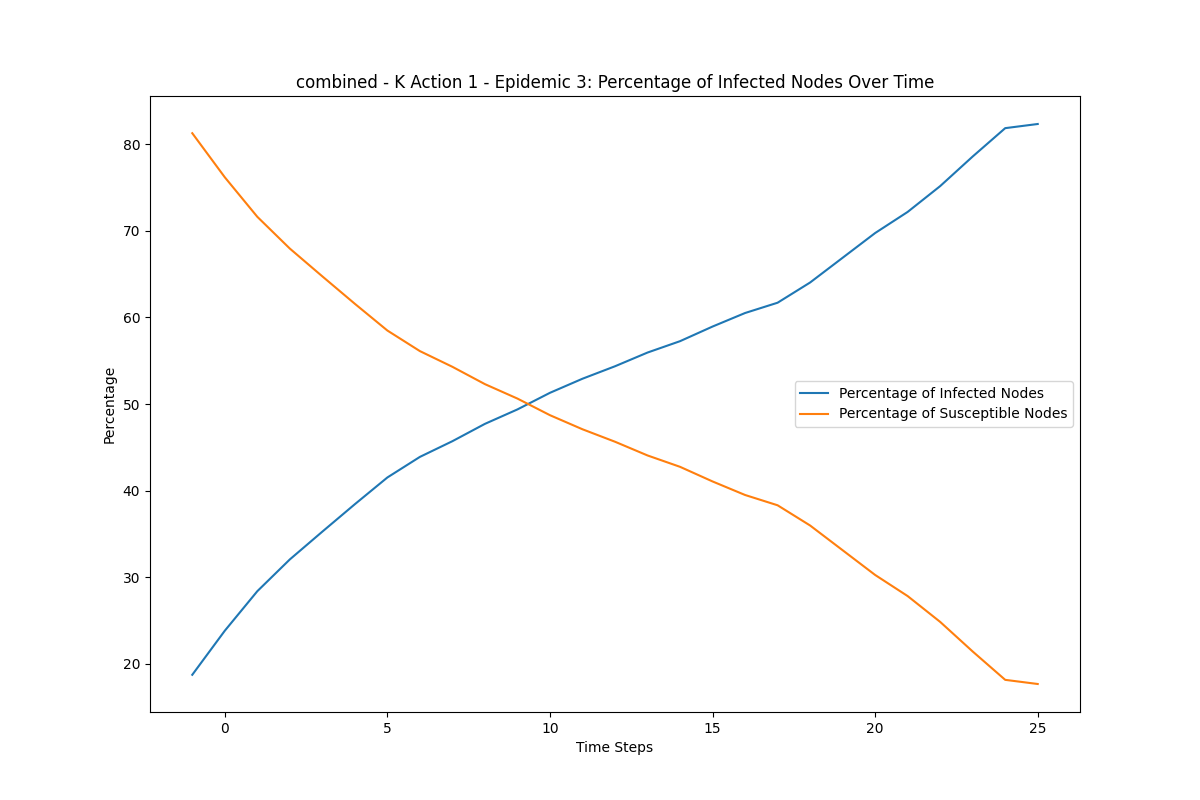 combined - K Action 1 - Epidemic 3: Percentage of Infected Nodes Over Time
80
70
60
50
40
30
20
Percentage
Percentage of Infected Nodes
Percentage of Susceptible Nodes
0 5 10 15 20 25
Time Steps